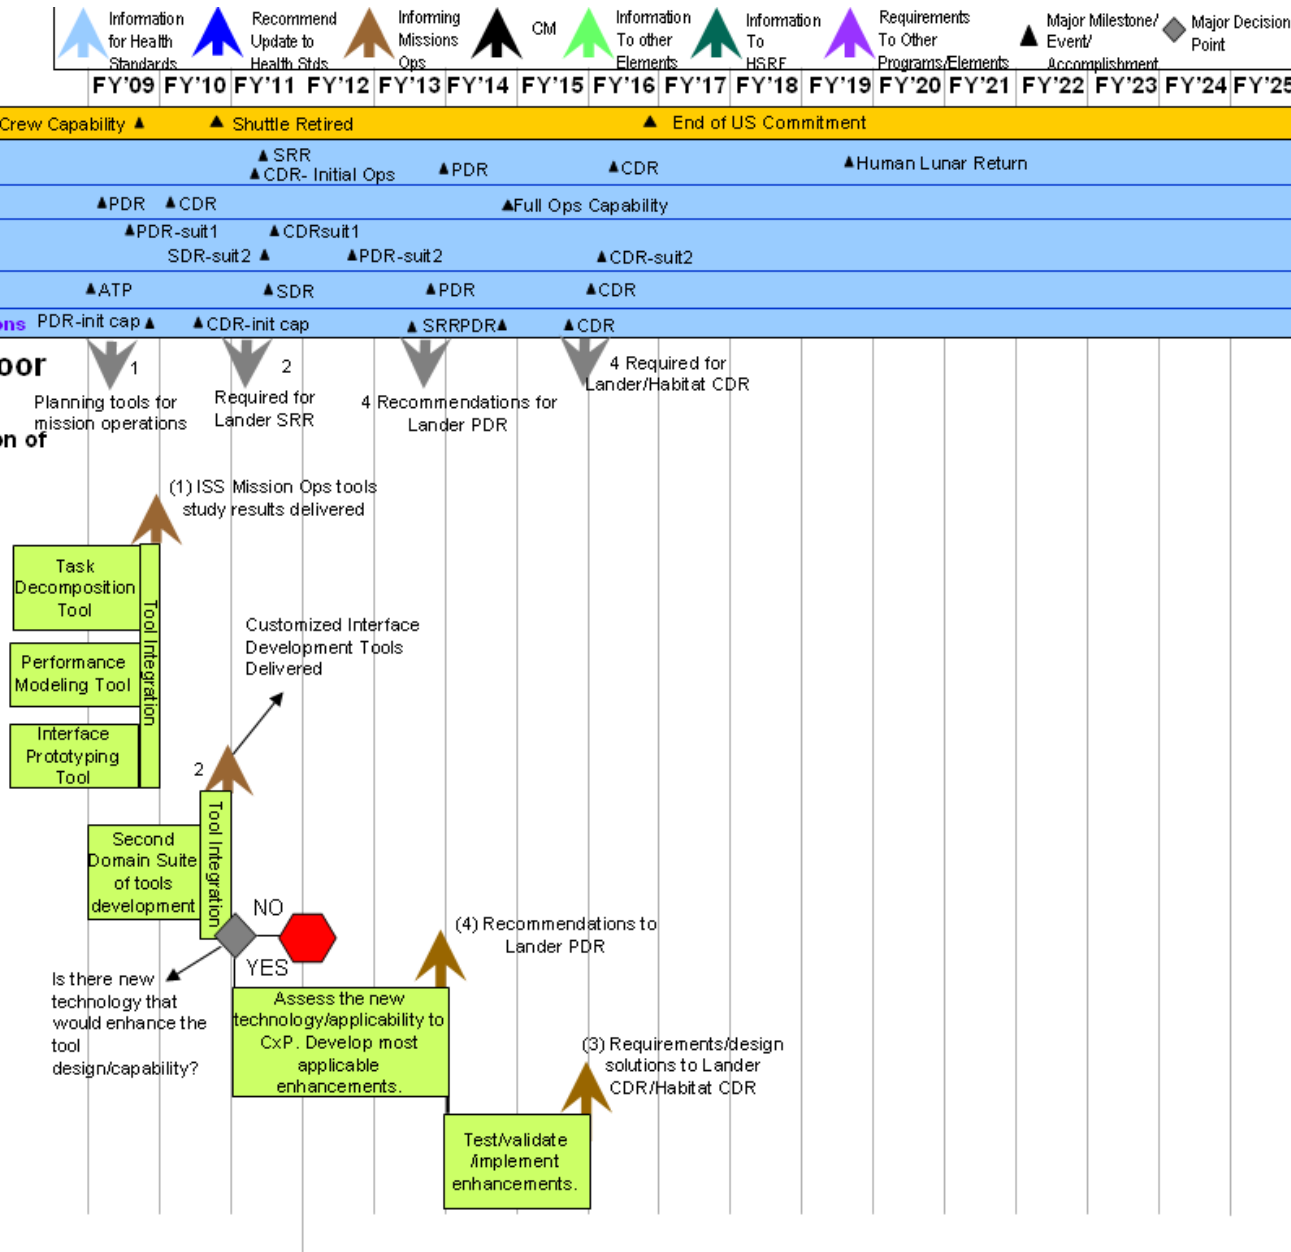 Information
for Health
Standards
Recommend
Update to
Health Stds
Informing
Missions
Ops
CM
Information
To other
Elements
Information
To
HSRF
Requirements
To Other
Programs/Elements
Major Milestone/
Event/
Accomplishment
Major Decision
Point
FY'09 FY'10 FY'11 FY'12 FY'13 FY'14 FY'15 FY'16 FY'17 FY'18 FY'19 FY'20 FY'21 FY'22 FY'23 FY'24 FY'25
Crew Capability Shuttle Retired End of US Commitment
SRR
CDR- Initial Ops PDR CDR Human Lunar Return
PDR CDR Full Ops Capability
PDR-suit1 CDRsuit1
SDR-suit2 PDR-suit2 CDR-suit2
ATP SDR PDR CDR
ons PDR-init cap CDR-init cap SRRPDR CDR
oor
1
Planning tools for
mission operations
on of
2
Required for
Lander SRR
4 Recommendations for
Lander PDR
4 Required for
Lander/Habitat CDR
(1) ISS Mission Ops tools
study results delivered
Task
Decomposition
Tool
Tool Integration
Performance
Modeling Tool
Interface
Prototyping
Tool
Customized Interface
Development Tools
Delivered
2
Tool Integration
Second
Domain Suite
of tools
development
NO
YES
Is there new
technology that
would enhance the
tool
design/capability?
(4) Recommendations to
Lander PDR
Assess the new
technology/applicability to
CxP. Develop most
applicable
enhancements.
(3) Requirements/design
solutions to Lander
CDR/Habitat CDR
Test/validate
/implement
enhancements.